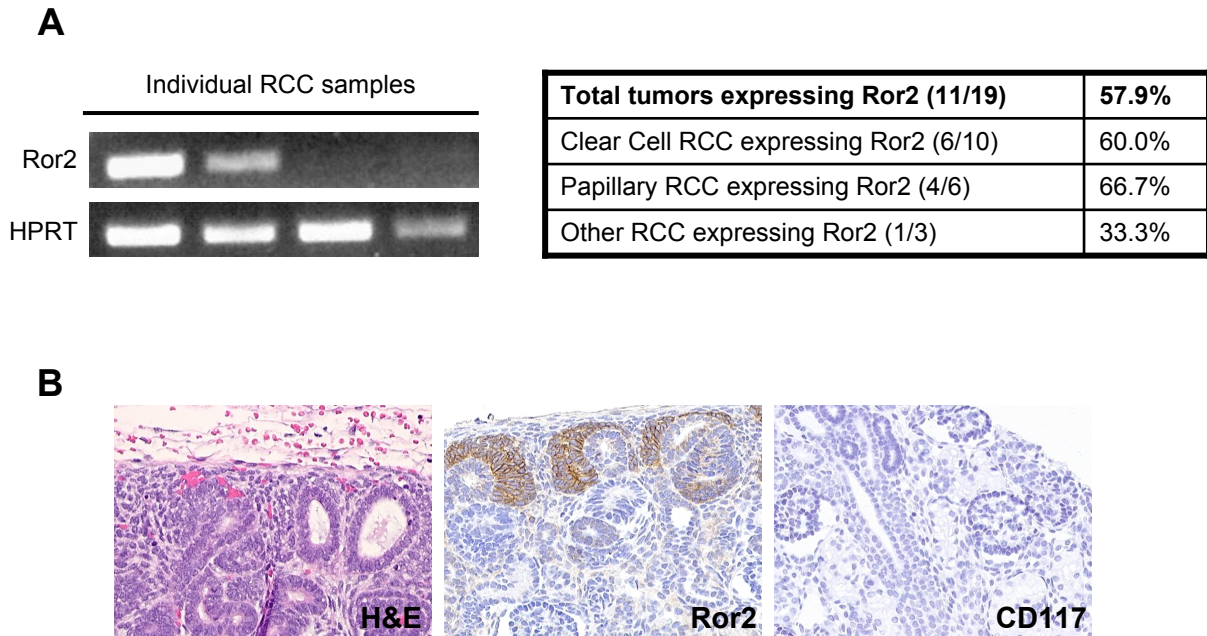 A
Individual RCC samples
Ror2
HPRT
Total tumors expressing Ror2 (11/19) 57.9%
Clear Cell RCC expressing Ror2 (6/10) 60.0%
Papillary RCC expressing Ror2 (4/6) 66.7%
Other RCC expressing Ror2 (1/3) 33.3%
B
H&E
Ror2
CD117